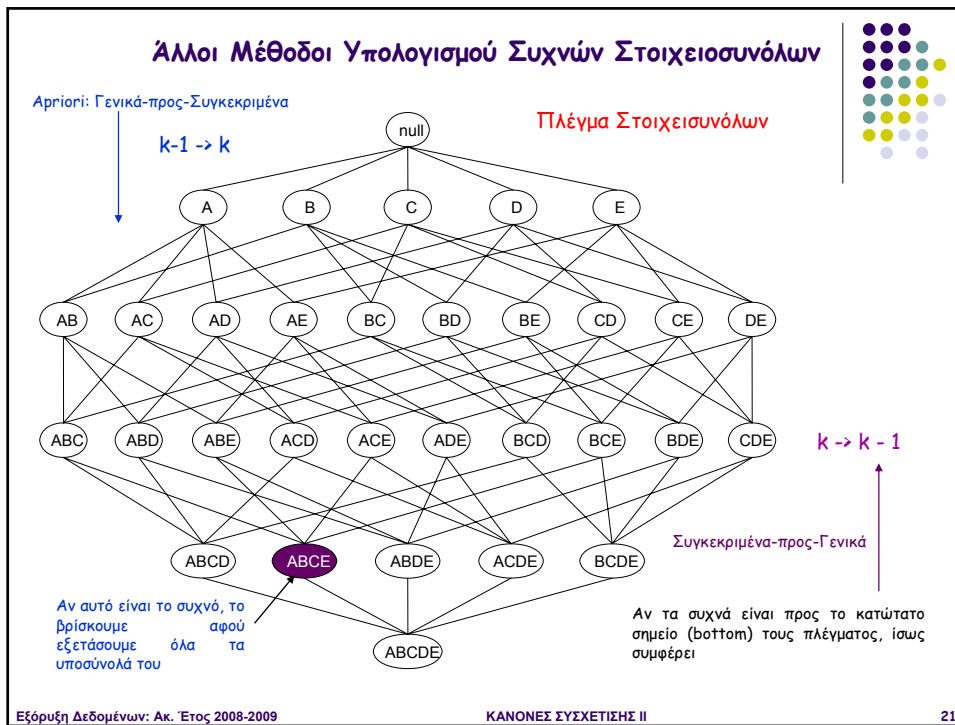 Άλλοι Μέθοδοι Υπολογισμού Συχνών Στοιχειοσυνόλων
Apriori: Γενικά-προς-Συγκεκριμένα
k-1 -> k
Πλέγμα Στοιχεισυνόλων
null
A B C D E
AB AC AD AE BC BD BE CD CE DE
ABC ABD ABE ACD ACE ADE BCD BCE BDE CDE
k -> k - 1
ABCD ABCE ABDE ACDE BCDE
Συγκεκριμένα-προς-Γενικά
Αν αυτό είναι το συχνό, το
βρίσκουμε αφού
εξετάσουμε όλα τα
υποσύνολά του
ABCDE
Αν τα συχνά είναι προς το κατώτατο
σημείο (bottom) τους πλέγματος, ίσως
συμφέρει
Εξόρυξη Δεδομένων: Ακ. Έτος 2008-2009 ΚΑΝΟΝΕΣ ΣΥΣΧΕΤΙΣΗΣ II 21